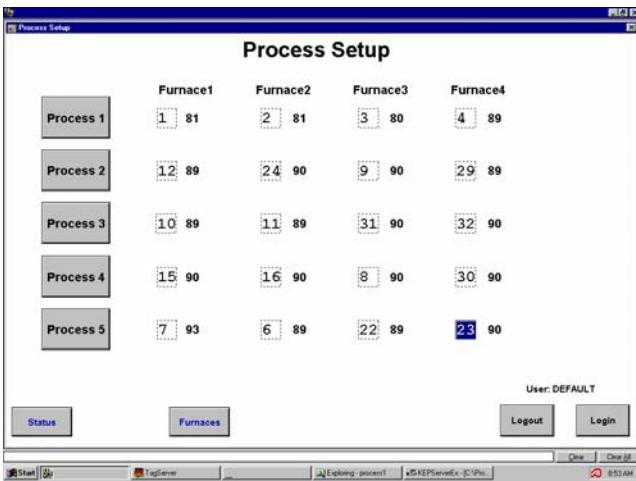 Process Setup
Process Setup
Furnace1 Furnace2 Furnace3 Furnace4
Process 1 1 81 2 81 3 80 4 89
Process 2 12 89 24 90 9 90 29 89
Process 3 10 89 11 89 31 90 32 90
Process 4 15 90 16 90 8 90 30 90
Process 5 7 93 6 89 22 89 23 90
User: DEFAULT
Status Furnaces Logout Login
Clear Clear All
Start TagServer Exploring - process1 KEPServerEx - [C:\Pro... 8:53 AM